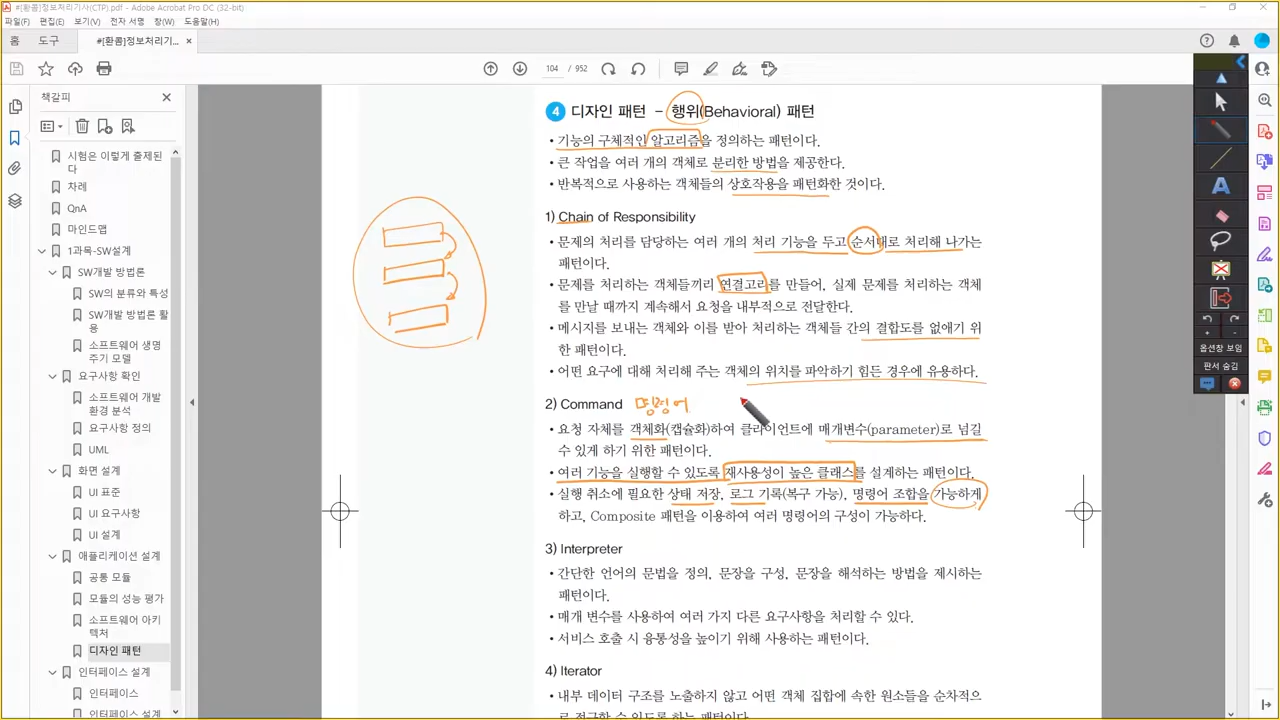 #[환콤]정보처리기사(CTP).pdf - Adobe Acrobat Pro DC (32-bit)
파일(F) 편집(E) 보기(V) 전자 서명 창(W) 도움말(H)
홈 도구 #[환콤]정보처리기... ×
104 / 952
책갈피
시험은 이렇게 출제된
다
차례
QnA
마인드맵
1과목-SW설계
SW개발 방법론
SW의 분류와 특성
SW개발 방법론 활
용
소프트웨어 생명
주기 모델
요구사항 확인
소프트웨어 개발
환경 분석
요구사항 정의
UML
화면 설계
UI 표준
UI 요구사항
UI 설계
애플리케이션 설계
공통 모듈
모듈의 성능 평가
소프트웨어 아키
텍처
디자인 패턴
인터페이스 설계
인터페이스
4 디자인 패턴 - 행위(Behavioral) 패턴
• 기능의 구체적인 알고리즘을 정의하는 패턴이다.
• 큰 작업을 여러 개의 객체로 분리한 방법을 제공한다.
• 반복적으로 사용하는 객체들의 상호작용을 패턴화한 것이다.
1) Chain of Responsibility
• 문제의 처리를 담당하는 여러 개의 처리 기능을 두고 순서대로 처리해 나가는
패턴이다.
• 문제를 처리하는 객체들끼리 연결고리를 만들어, 실제 문제를 처리하는 객체
를 만날 때까지 계속해서 요청을 내부적으로 전달한다.
• 메시지를 보내는 객체와 이를 받아 처리하는 객체들 간의 결합도를 없애기 위
한 패턴이다.
• 어떤 요구에 대해 처리해 주는 객체의 위치를 파악하기 힘든 경우에 유용하다.
2) Command 명령어
• 요청 자체를 객체화(캡슐화)하여 클라이언트에 매개변수(parameter)로 넘길
수 있게 하기 위한 패턴이다.
• 여러 기능을 실행할 수 있도록 재사용성이 높은 클래스를 설계하는 패턴이다.
• 실행 취소에 필요한 상태 저장, 로그 기록(복구 가능), 명령어 조합을 가능하게
하고, Composite 패턴을 이용하여 여러 명령어의 구성이 가능하다.
3) Interpreter
• 간단한 언어의 문법을 정의, 문장을 구성, 문장을 해석하는 방법을 제시하는
패턴이다.
• 매개 변수를 사용하여 여러 가지 다른 요구사항을 처리할 수 있다.
• 서비스 호출 시 융통성을 높이기 위해 사용하는 패턴이다.
4) Iterator
• 내부 데이터 구조를 노출하지 않고 어떤 객체 집합에 속한 원소들을 순차적으
로 접근할 수 있도록 하는 패턴이다.
A
옵션창 보임
판서 숨김